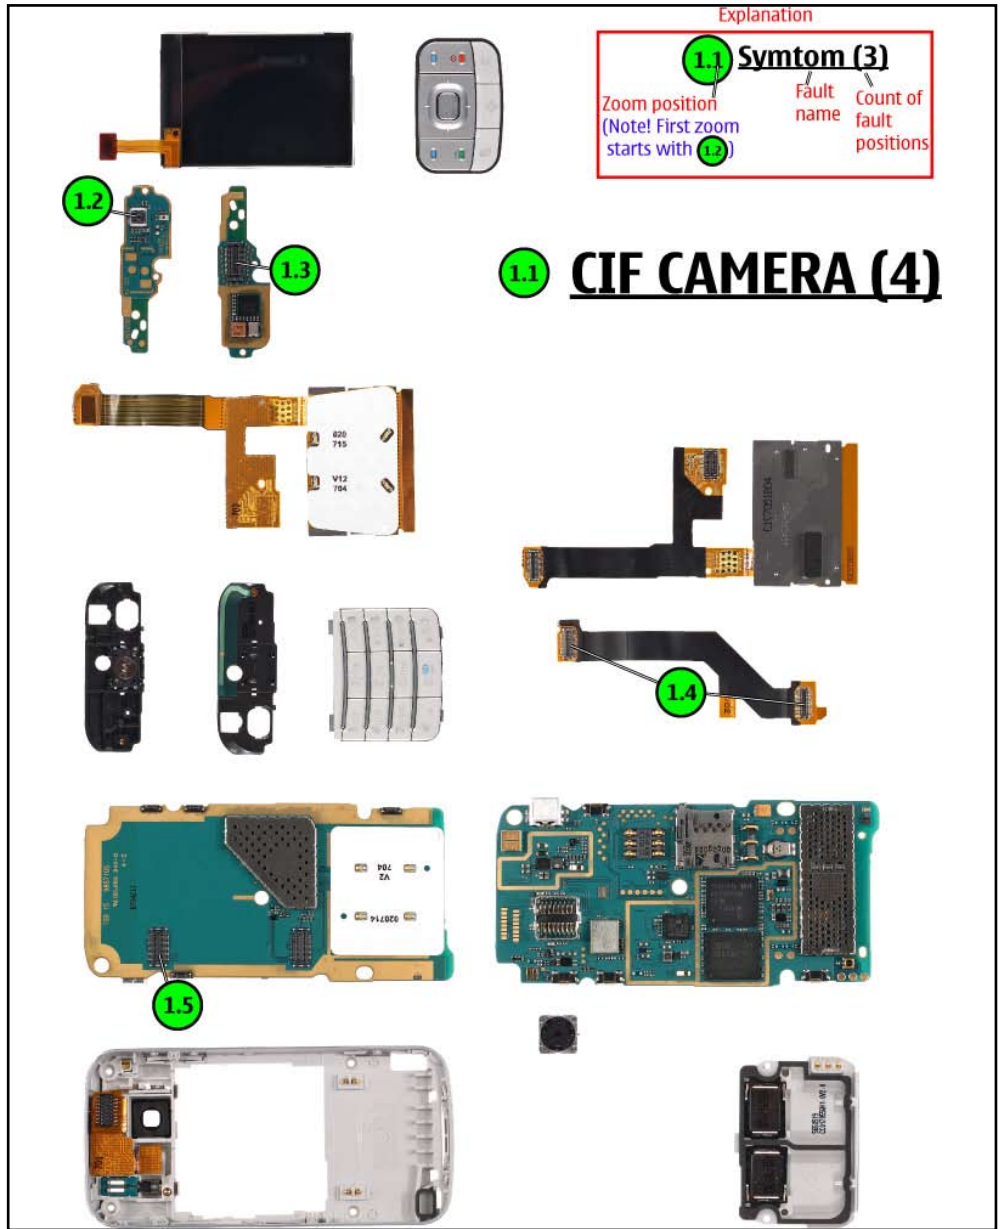 Explanation
1.1 Symtom (3)
Zoom position
(Note! First zoom
starts with 1.2)
Fault
name
Count of
fault
positions
1.2
1.3
1.1 CIF CAMERA (4)
020
715
V12
704
1.4
V2
704
020714
1.5